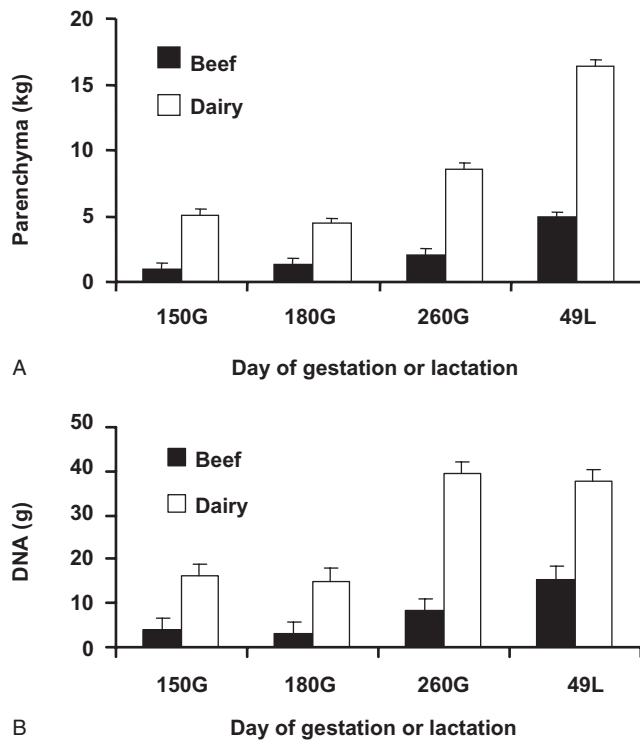 20
15
10
5
0
Parenchyma (kg)
Beef
Dairy
150G 180G 260G 49L
A Day of gestation or lactation
50
40
30
20
10
0
DNA (g)
Beef
Dairy
150G 180G 260G 49L
B Day of gestation or lactation